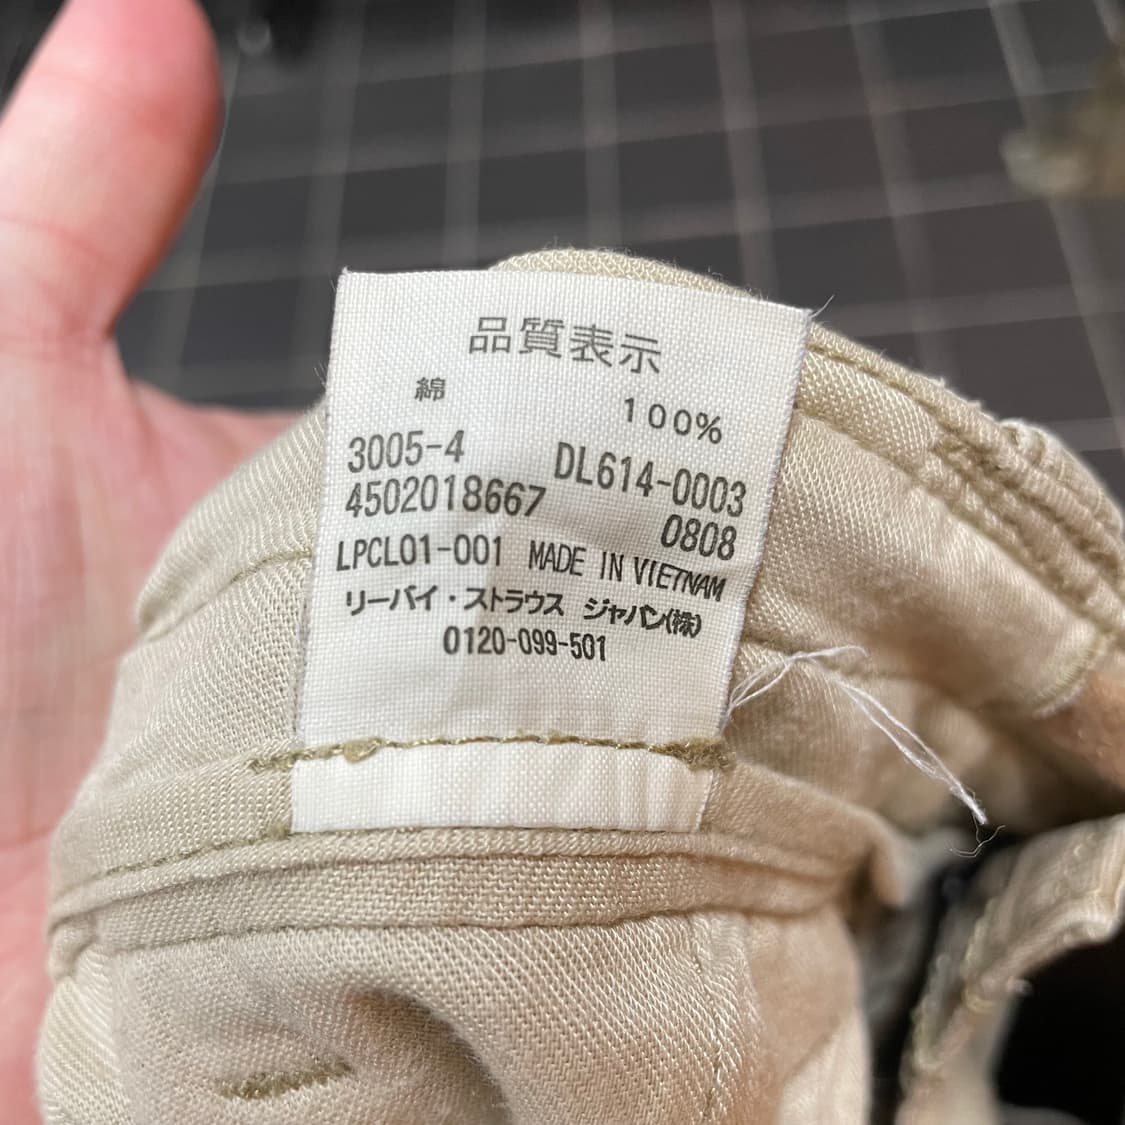 品質表示
綿 100%
3005-4 DL614-0003
4502018667 0808
LPCL01-001 MADE IN VIETNAM
リーバイ・ストラウス ジャパン(株)
0120-099-501